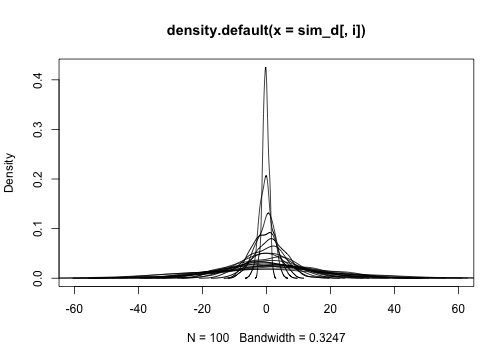 density.default(x = sim_d[, i])
Density
0.4
0.3
0.2
0.1
0.0
-60 -40 -20 0 20 40 60
N = 100 Bandwidth = 0.3247